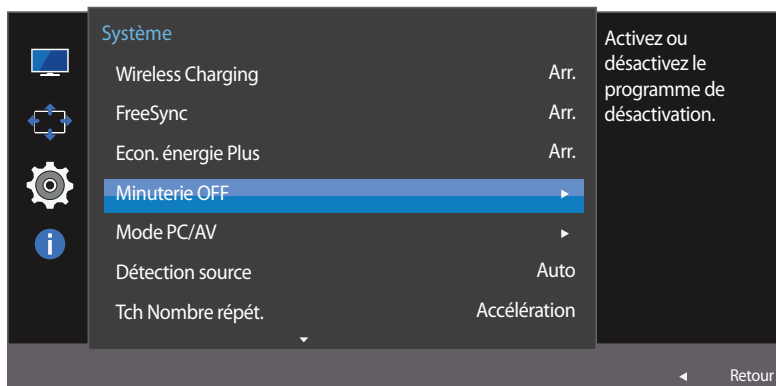 Système
Wireless Charging Arr.
FreeSync Arr.
Econ. énergie Plus Arr.
Minuterie OFF
Mode PC/AV
Détection source Auto
Tch Nombre répét. Accélération
Activez ou
désactivez le
programme de
désactivation.
Retour